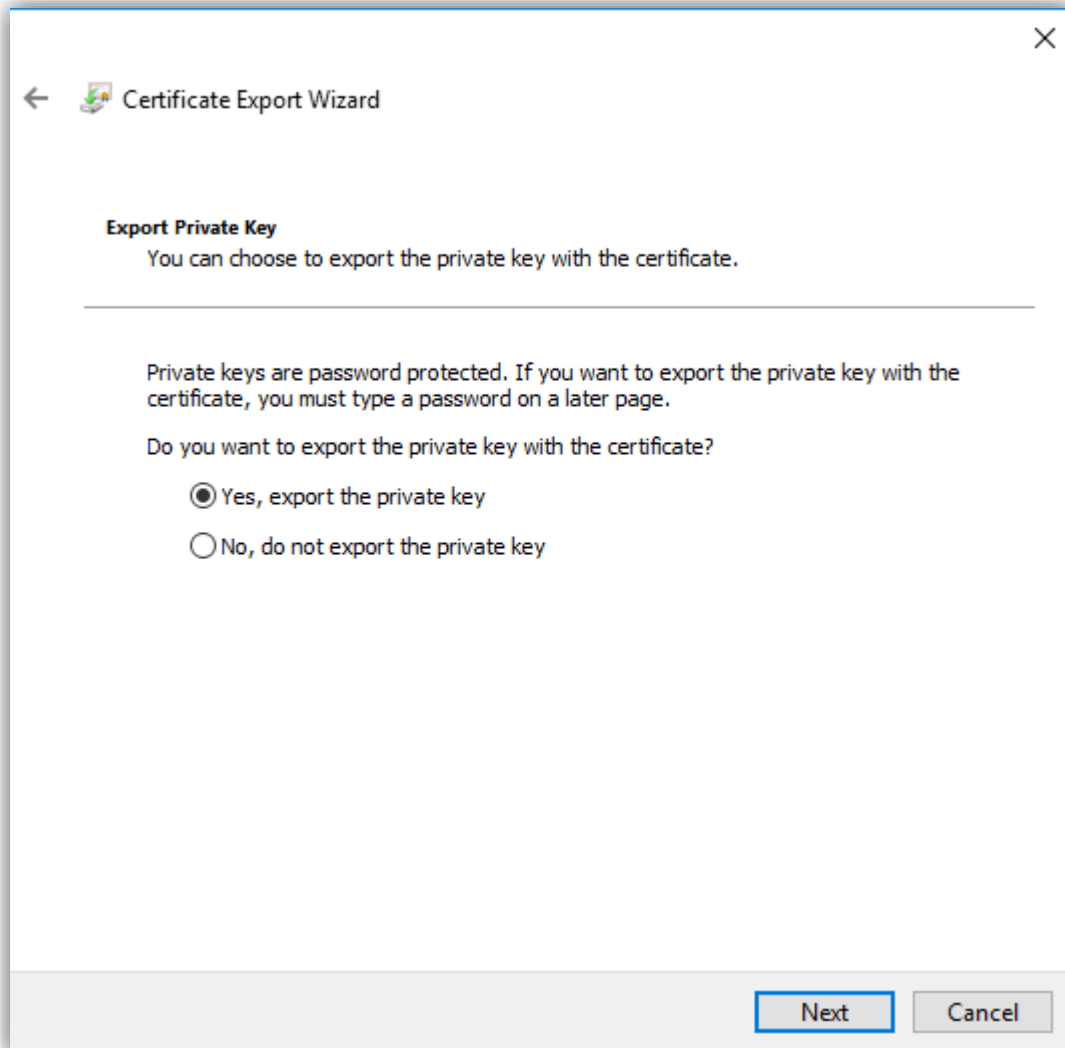 Certificate Export Wizard
Export Private Key
You can choose to export the private key with the certificate.
Private keys are password protected. If you want to export the private key with the
certificate, you must type a password on a later page.
Do you want to export the private key with the certificate?
Yes, export the private key
No, do not export the private key
Next
Cancel